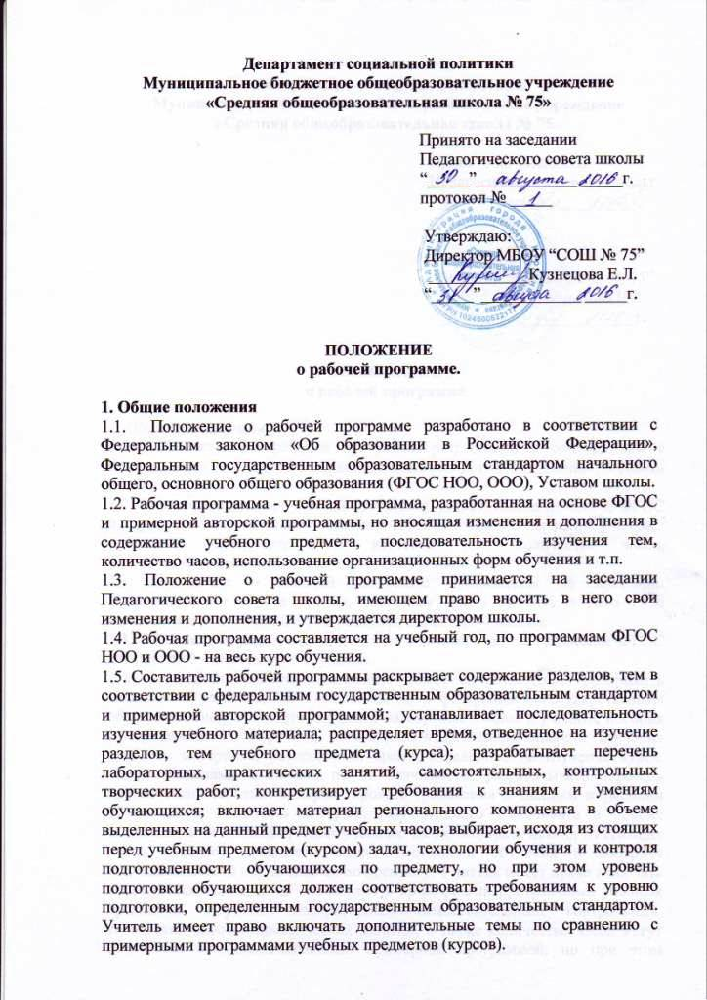 Департамент социальной политики
Муниципальное бюджетное общеобразовательное учреждение
«Средняя общеобразовательная школа № 75»
Принято на заседании
Педагогического совета школы
“ 30 ” августа 2016 г.
протокол № 1
Утверждаю:
Директор МБОУ “СОШ № 75”
Кузнецова Е.Л.
“ 31 ” августа 2016 г.
ПОЛОЖЕНИЕ
о рабочей программе.
1. Общие положения
1.1. Положение о рабочей программе разработано в соответствии с
Федеральным законом «Об образовании в Российской Федерации»,
Федеральным государственным образовательным стандартом начального
общего, основного общего образования (ФГОС НОО, ООО), Уставом школы.
1.2. Рабочая программа - учебная программа, разработанная на основе ФГОС
и примерной авторской программы, но вносящая изменения и дополнения в
содержание учебного предмета, последовательность изучения тем,
количество часов, использование организационных форм обучения и т.п.
1.3. Положение о рабочей программе принимается на заседании
Педагогического совета школы, имеющем право вносить в него свои
изменения и дополнения, и утверждается директором школы.
1.4. Рабочая программа составляется на учебный год, по программам ФГОС
НОО и ООО - на весь курс обучения.
1.5. Составитель рабочей программы раскрывает содержание разделов, тем в
соответствии с федеральным государственным образовательным стандартом
и примерной авторской программой; устанавливает последовательность
изучения учебного материала; распределяет время, отведенное на изучение
разделов, тем учебного предмета (курса); разрабатывает перечень
лабораторных, практических занятий, самостоятельных, контрольных
творческих работ; конкретизирует требования к знаниям и умениям
обучающихся; включает материал регионального компонента в объеме
выделенных на данный предмет учебных часов; выбирает, исходя из стоящих
перед учебным предметом (курсом) задач, технологии обучения и контроля
подготовленности обучающихся по предмету, но при этом уровень
подготовки обучающихся должен соответствовать требованиям к уровню
подготовки, определенным государственным образовательным стандартом.
Учитель имеет право включать дополнительные темы по сравнению с
примерными программами учебных предметов (курсов).